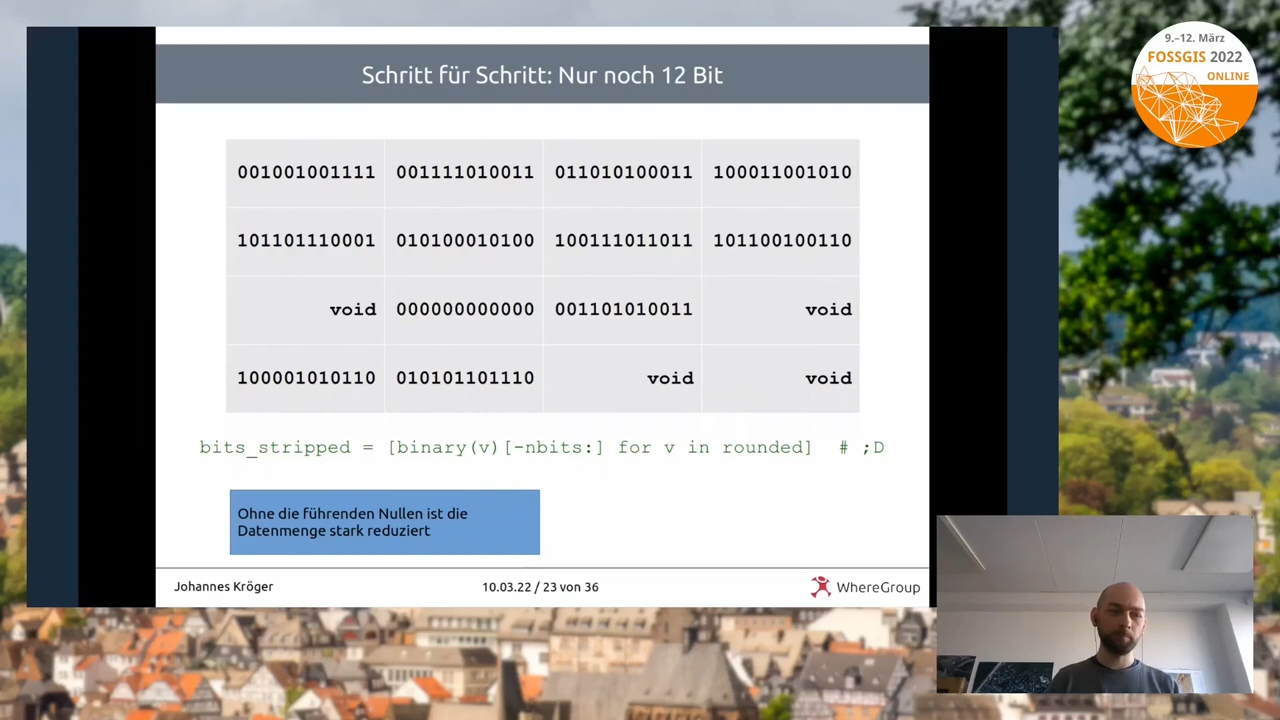 9.–12. März
FOSSGIS 2022
ONLINE
Schritt für Schritt: Nur noch 12 Bit
001001001111 001111010011 011010100011 100011001010
101101110001 010100010100 100111011011 101100100110
void 000000000000 001101010011 void
100001010110 010101101110 void void
bits_stripped = [binary(v)[-nbits:] for v in rounded] # ;D
Ohne die führenden Nullen ist die
Datenmenge stark reduziert
Johannes Kröger 10.03.22 / 23 von 36 WhereGroup